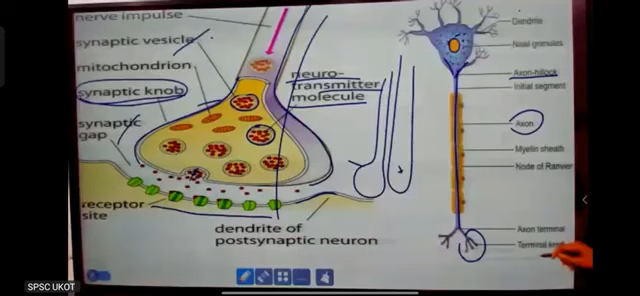 nerve impulse
synaptic vesicle
mitochondrion
synaptic knob
synaptic
gap
receptor
site
neuro-
transmitter
molecule
dendrite of
postsynaptic neuron
Dendrite
Nissl granules
Axon-hillock
Initial segment
Axon
Myelin sheath
Node of Ranvier
Axon terminal
Terminal knob
SPSC UKOT